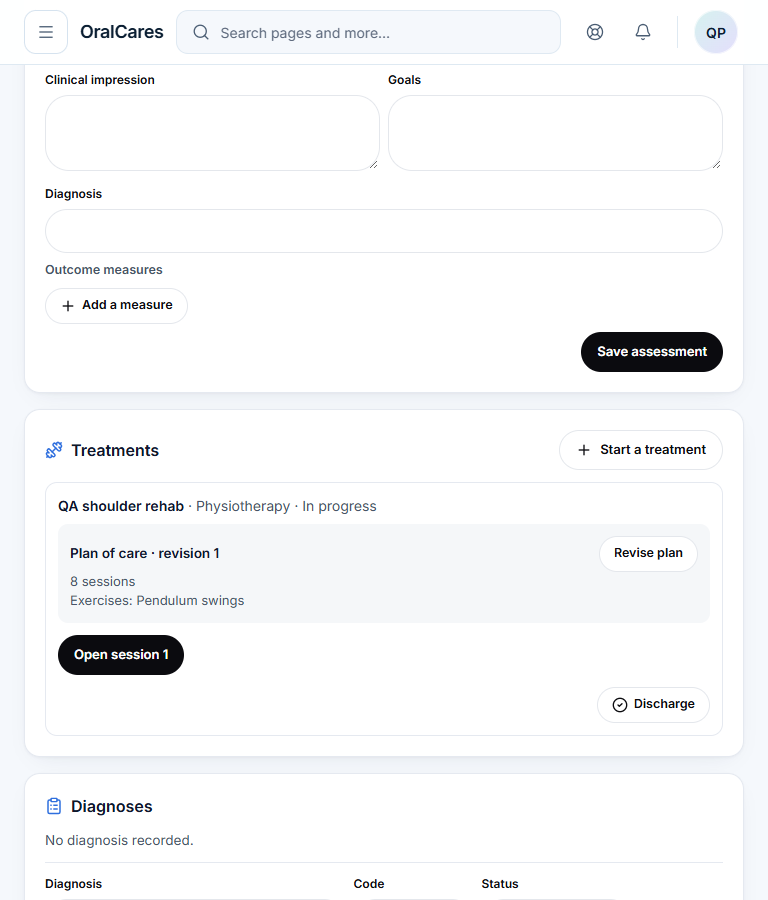 OralCares
Search pages and more...
QP
Clinical impression
Goals
Diagnosis
Outcome measures
Add a measure
Save assessment
Treatments
Start a treatment
QA shoulder rehab · Physiotherapy · In progress
Plan of care · revision 1
Revise plan
8 sessions
Exercises: Pendulum swings
Open session 1
Discharge
Diagnoses
No diagnosis recorded.
Diagnosis
Code
Status